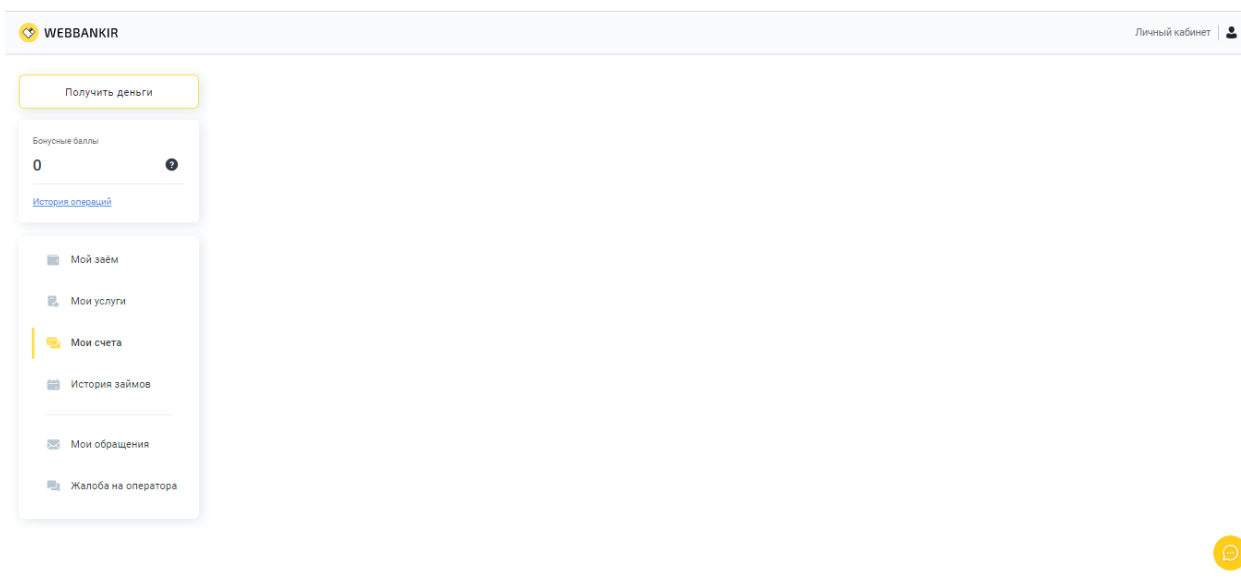 WEBBANKIR
Личный кабинет
Получить деньги
Бонусные баллы
0
?
История операций
Мой заём
Мои услуги
Мои счета
История займов
Мои обращения
Жалоба на оператора